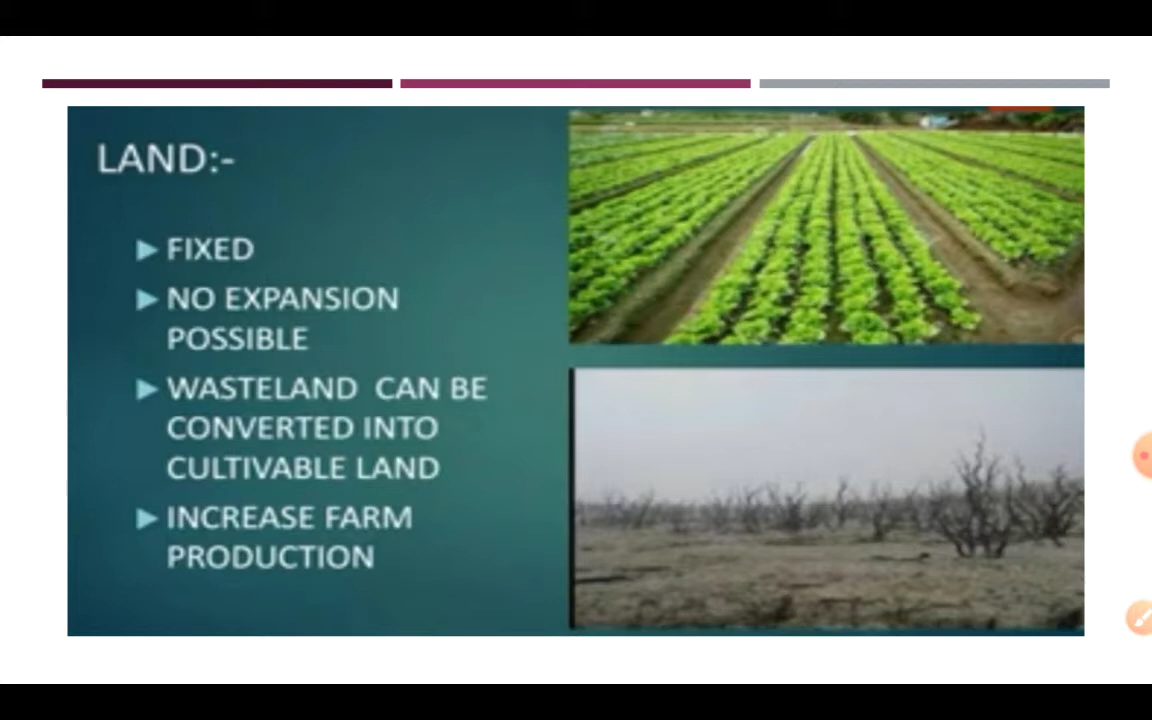 LAND:-
FIXED
NO EXPANSION
POSSIBLE
WASTELAND CAN BE
CONVERTED INTO
CULTIVABLE LAND
INCREASE FARM
PRODUCTION